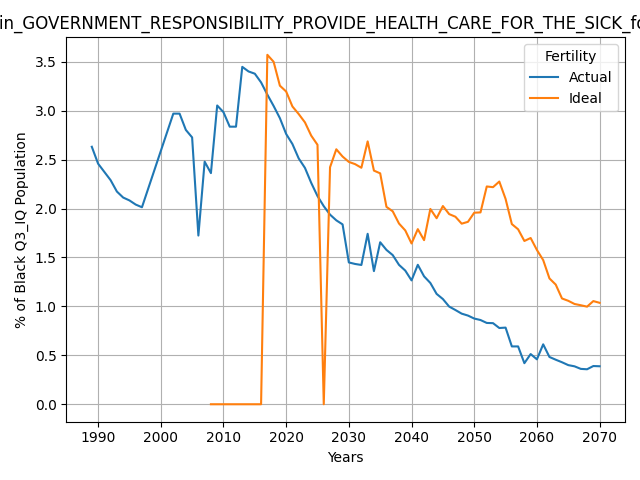 in_GOVERNMENT_RESPONSIBILITY_PROVIDE_HEALTH_CARE_FOR_THE_SICK_fo
Fertility
Actual
Ideal
% of Black Q3_IQ Population
3.5
3.0
2.5
2.0
1.5
1.0
0.5
0.0
1990 2000 2010 2020 2030 2040 2050 2060 2070
Years